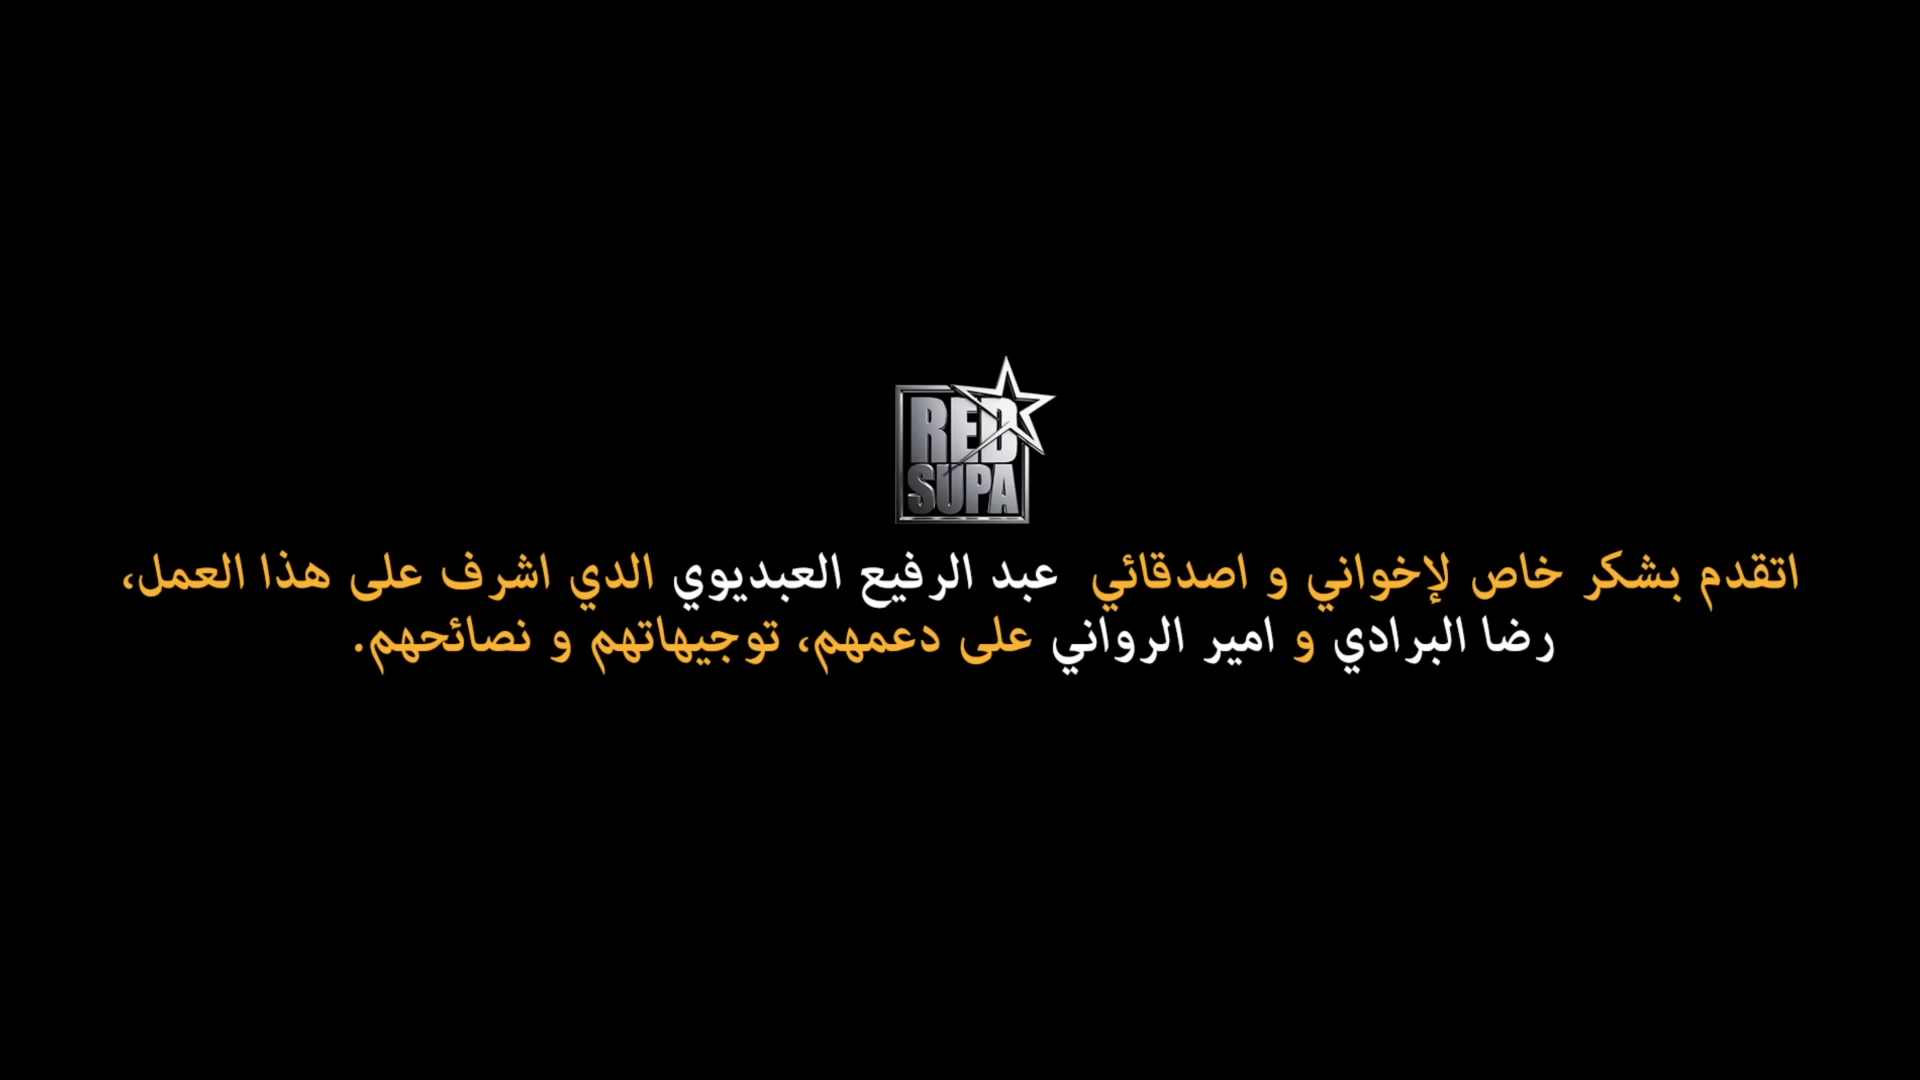 RED
SUPA
اتقدم بشكر خاص لإخواني و اصدقائي عبد الرفيع العبديوي الدي اشرف على هذا العمل،
رضا البرادي و امير الرواني على دعمهم، توجيهاتهم و نصائحهم.